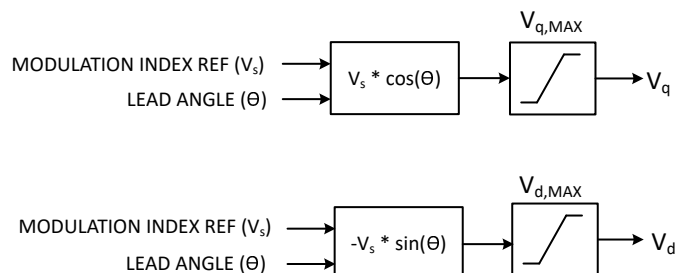 V_q,MAX
MODULATION INDEX REF (V_s)
LEAD ANGLE (Θ)
V_s * cos(Θ)
V_q
V_d,MAX
MODULATION INDEX REF (V_s)
LEAD ANGLE (Θ)
-V_s * sin(Θ)
V_d